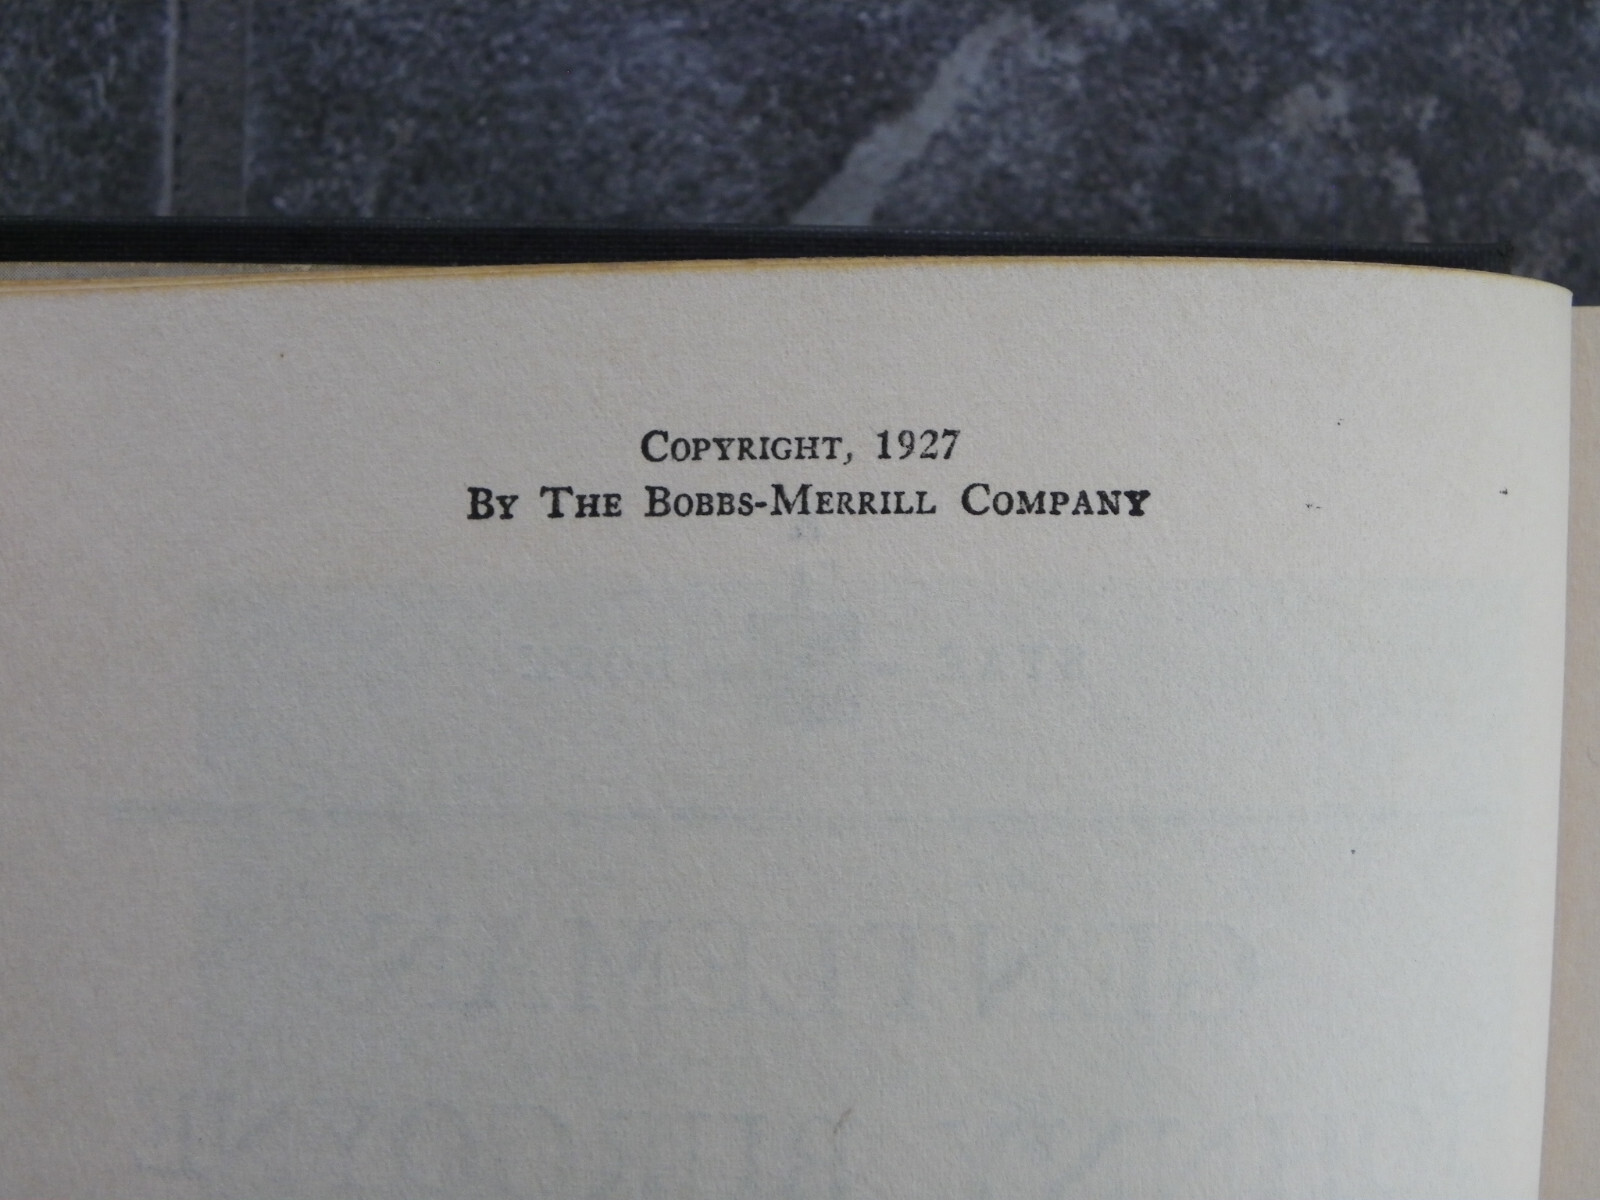 COPYRIGHT, 1927
BY THE BOBBS-MERRILL COMPANY